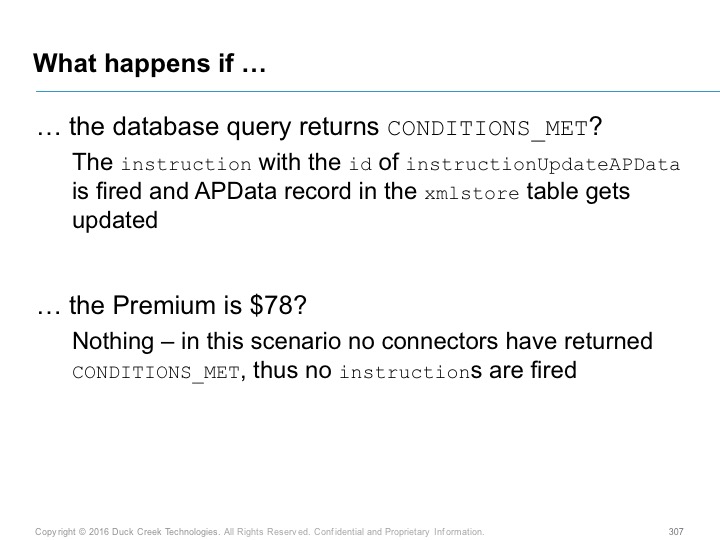 What happens if …
… the database query returns CONDITIONS_MET?
The instruction with the id of instructionUpdateAPData
is fired and APData record in the xmlstore table gets
updated
… the Premium is $78?
Nothing – in this scenario no connectors have returned
CONDITIONS_MET, thus no instructions are fired
Copyright © 2016 Duck Creek Technologies. All Rights Reserved. Confidential and Proprietary Information.
307